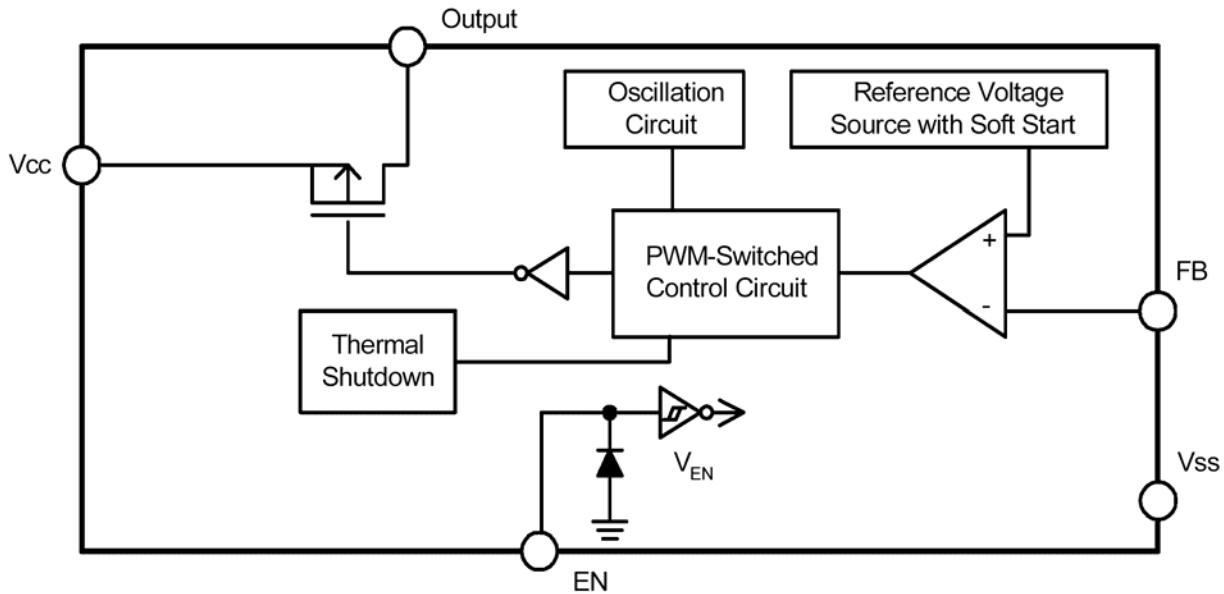 Output
Oscillation
Circuit
Reference Voltage
Source with Soft Start
Vcc
+
PWM-Switched
Control Circuit
-
FB
Thermal
Shutdown
VEN
Vss
EN